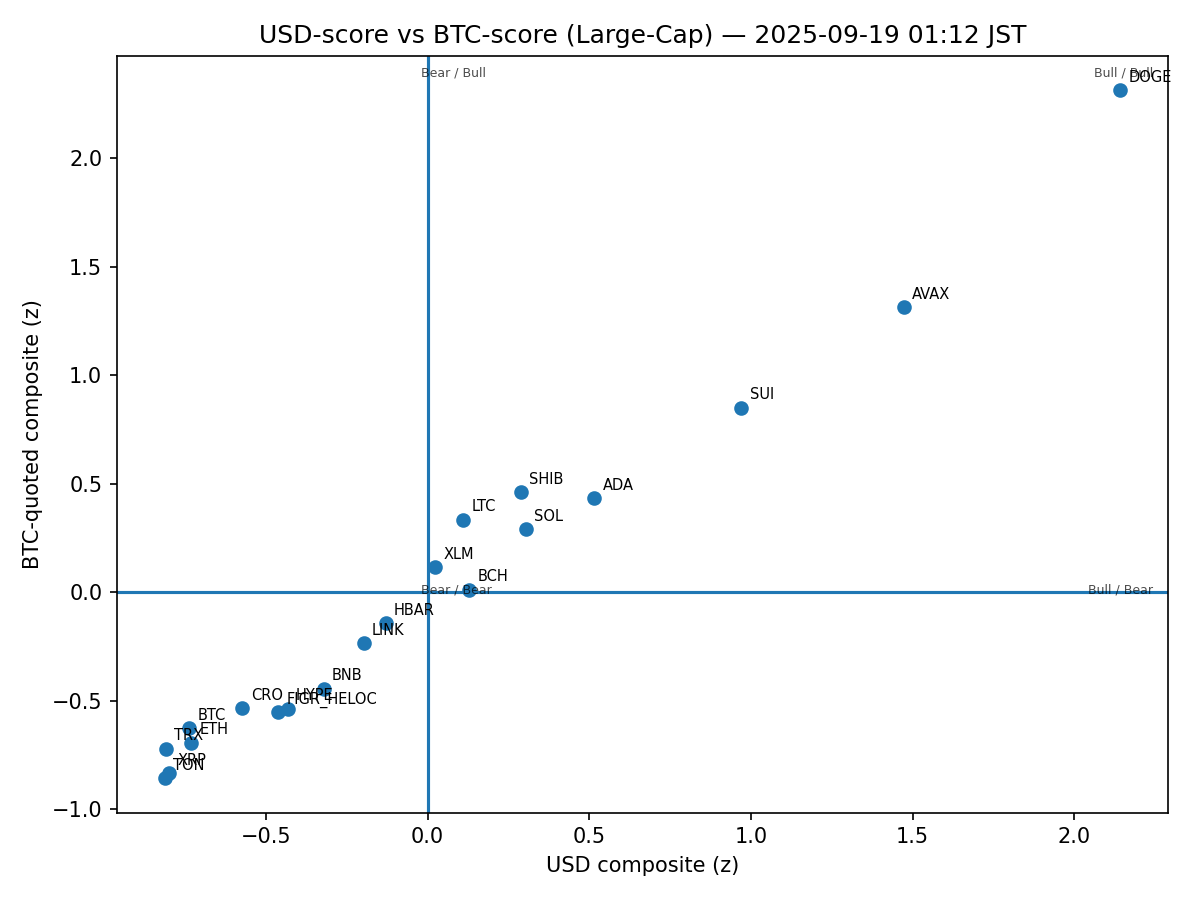 USD-score vs BTC-score (Large-Cap) — 2025-09-19 01:12 JST
Bear / Bull
Bull / Bull
DOGE
2.0
1.5
AVAX
1.0
SUI
0.5
SHIB
ADA
LTC
SOL
XLM
BCH
0.0
Bear / Bear
Bull / Bear
HBAR
LINK
BNB
−0.5
CRO
HYPE
FIGR_HELOC
BTC
ETH
TRX
XRP
TON
−1.0
−0.5
0.0
0.5
1.0
1.5
2.0
USD composite (z)
BTC-quoted composite (z)